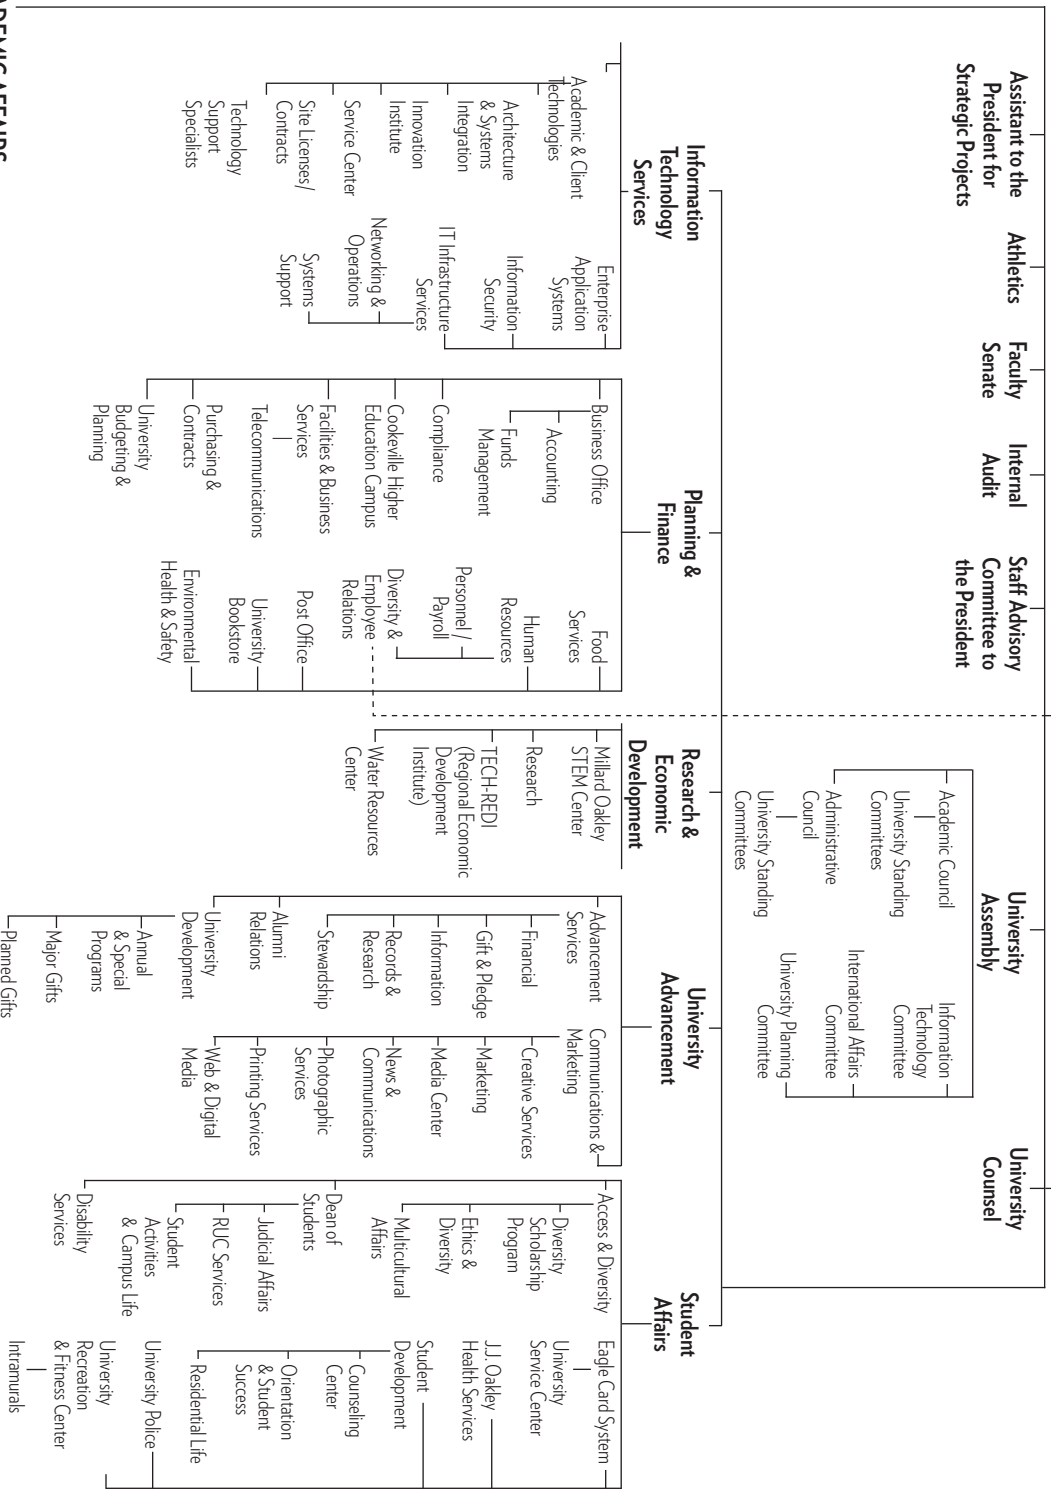 Assistant to the
President for
Strategic Projects
Athletics
Faculty
Senate
Internal
Audit
Staff Advisory
Committee to
the President
University
Assembly
Academic Council
University Standing
Committees
Administrative
Council
University Standing
Committees
Information
Technology
Committee
International Affairs
Committee
University Planning
Committee
University
Counsel
Information
Technology
Services
Academic & Client
Technologies
Architecture
& Systems
Integration
Innovation
Institute
Service Center
Site Licenses/
Contracts
Technology
Support
Specialists
Enterprise
Application
Systems
Information
Security
IT Infrastructure
Services
Networking &
Operations
Systems
Support
Planning &
Finance
Business Office
Accounting
Funds
Management
Compliance
Cookeville Higher
Education Campus
Facilities & Business
Services
Telecommunications
Purchasing &
Contracts
University
Budgeting &
Planning
Food
Services
Human
Resources
Personnel /
Payroll
Diversity &
Employee
Relations
Post Office
University
Bookstore
Environmental
Health & Safety
Research &
Economic
Development
Millard Oakley
STEM Center
Research
TECH-REDI
(Regional Economic
Development
Institute)
Water Resources
Center
University
Advancement
Advancement
Services
Financial
Gift & Pledge
Information
Records &
Research
Stewardship
Alumni
Relations
University
Development
Annual
& Special
Programs
Major Gifts
Planned Gifts
Communications &
Marketing
Creative Services
Marketing
Media Center
News &
Communications
Photographic
Services
Printing Services
Web & Digital
Media
Student
Affairs
Access & Diversity
Diversity
Scholarship
Program
Ethics &
Diversity
Multicultural
Affairs
Dean of
Students
Judicial Affairs
RUC Services
Student
Activities
& Campus Life
Disability
Services
Eagle Card System
University
Service Center
J.J. Oakley
Health Services
Student
Development
Counseling
Center
Orientation
& Student
Success
Residential Life
University Police
University
Recreation
& Fitness Center
Intramurals